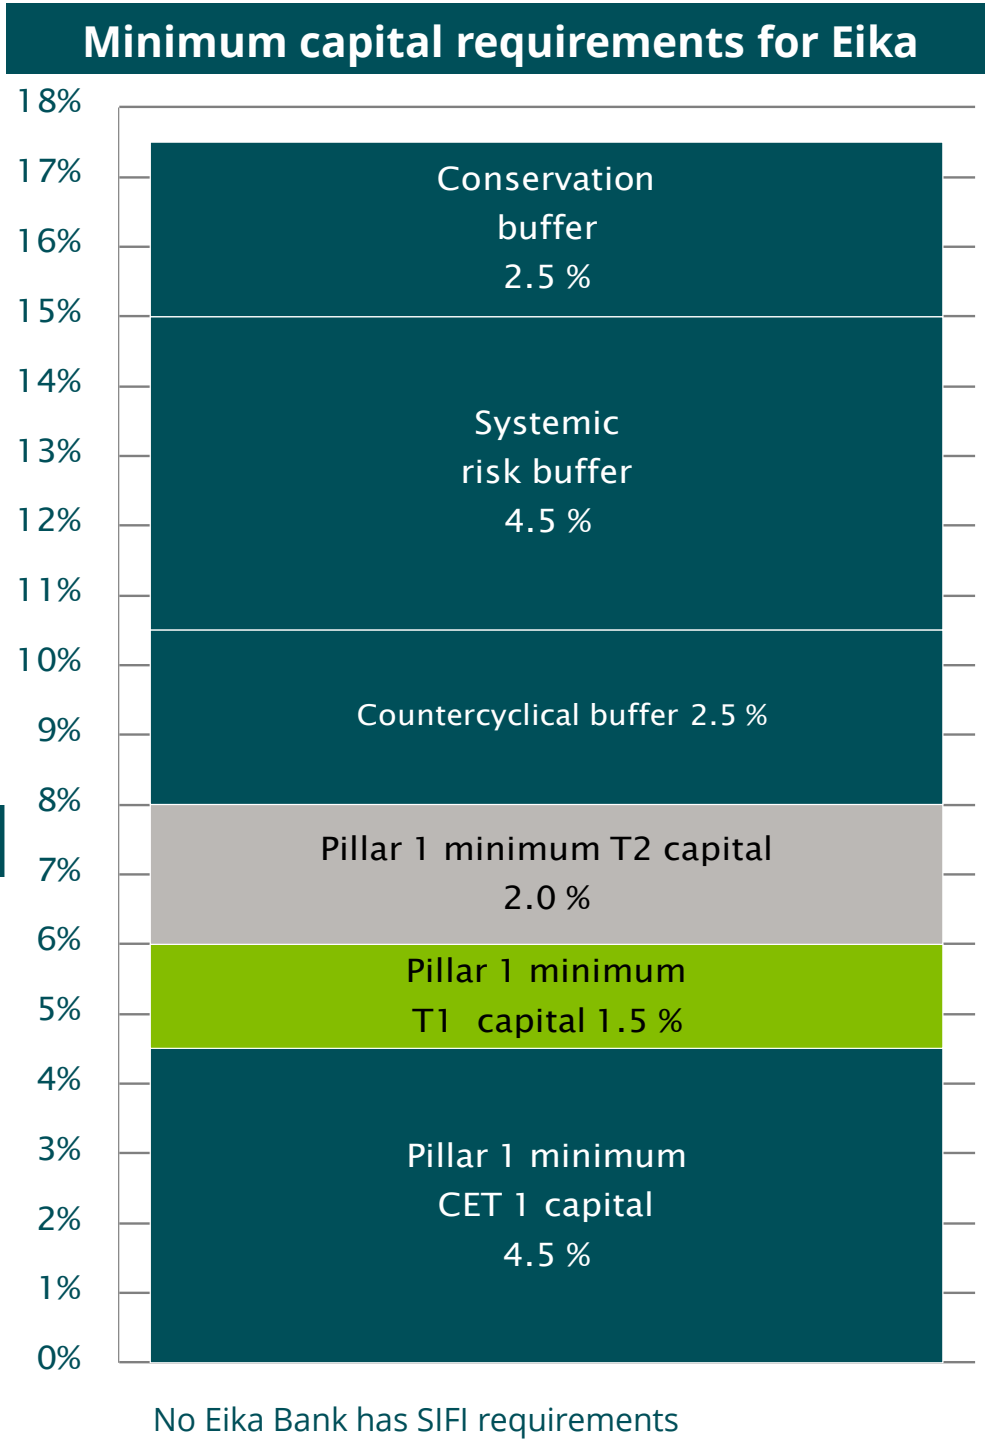 Minimum capital requirements for Eika
18%
17%
16%
15%
14%
13%
12%
11%
10%
9%
8%
7%
6%
5%
4%
3%
2%
1%
0%
Conservation
buffer
2.5 %
Systemic
risk buffer
4.5 %
Countercyclical buffer 2.5 %
Pillar 1 minimum T2 capital
2.0 %
Pillar 1 minimum
T1 capital 1.5 %
Pillar 1 minimum
CET 1 capital
4.5 %
No Eika Bank has SIFI requirements